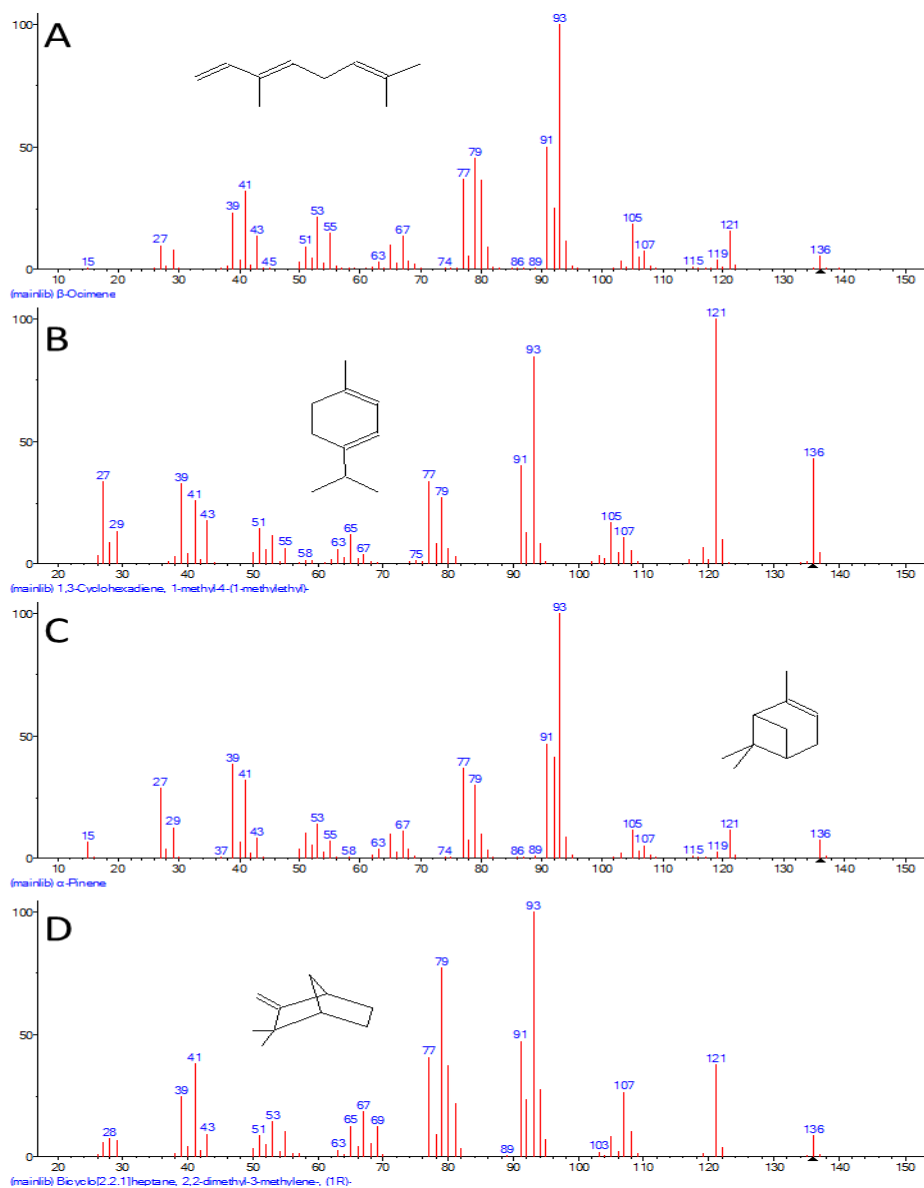 A
100
50
0
15 27 39 41 43 45 51 53 55 63 67 74 77 79 86 89 91 93 105 107 115 119 121 136
20 30 40 50 60 70 80 90 100 110 120 130 140 150
(mainlib) β-Ocimene
B
100
50
0
27 29 39 41 43 51 55 58 63 65 67 75 77 79 91 93 105 107 121 136
20 30 40 50 60 70 80 90 100 110 120 130 140 150
(mainlib) 1,3-Cyclohexadiene, 1-methyl-4-(1-methylethyl)-
C
100
50
0
15 27 29 37 39 41 43 53 55 58 63 67 74 77 79 86 89 91 93 105 107 115 119 121 136
20 30 40 50 60 70 80 90 100 110 120 130 140 150
(mainlib) α-Pinene
D
100
50
0
28 39 41 43 51 53 63 65 67 69 77 79 89 91 93 103 107 121 136
20 30 40 50 60 70 80 90 100 110 120 130 140 150
(mainlib) Bicyclo[2.2.1]heptane, 2,2-dimethyl-3-methylene-, (1R)-